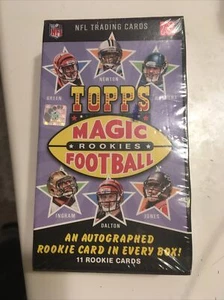 NFL TRADING CARDS
NFL
NEWTON
GREEN
TOPPS
MAGIC
ROOKIES
FOOTBALL
INGRAM
JONES
DALTON
AN AUTOGRAPHED
ROOKIE CARD IN EVERY BOX!
11 ROOKIE CARDS